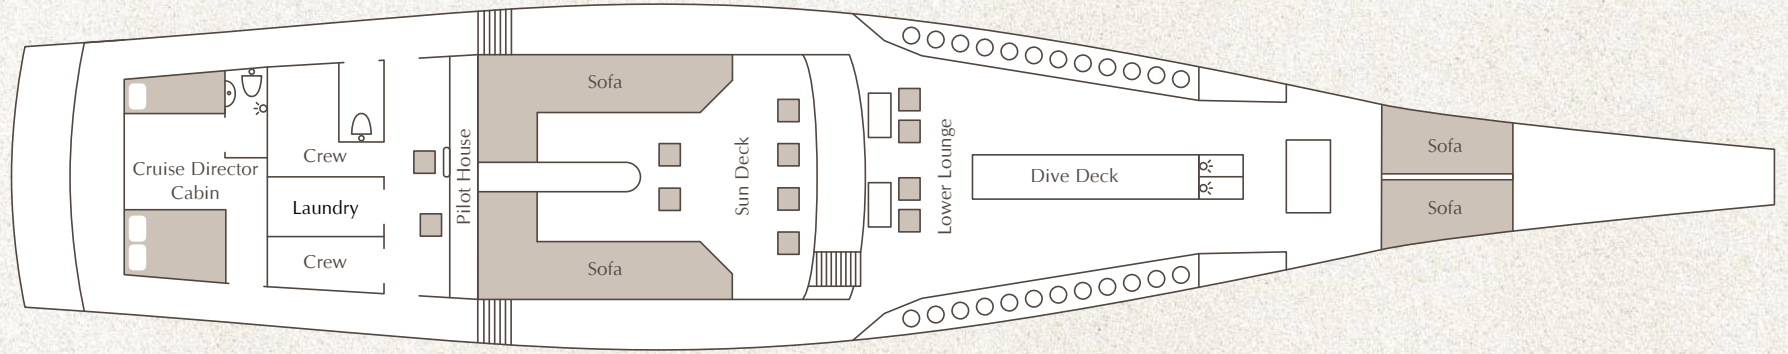 Cruise Director
Cabin
Crew
Laundry
Crew
Pilot House
Sofa
Sofa
Sun Deck
Lower Lounge
Dive Deck
Sofa
Sofa